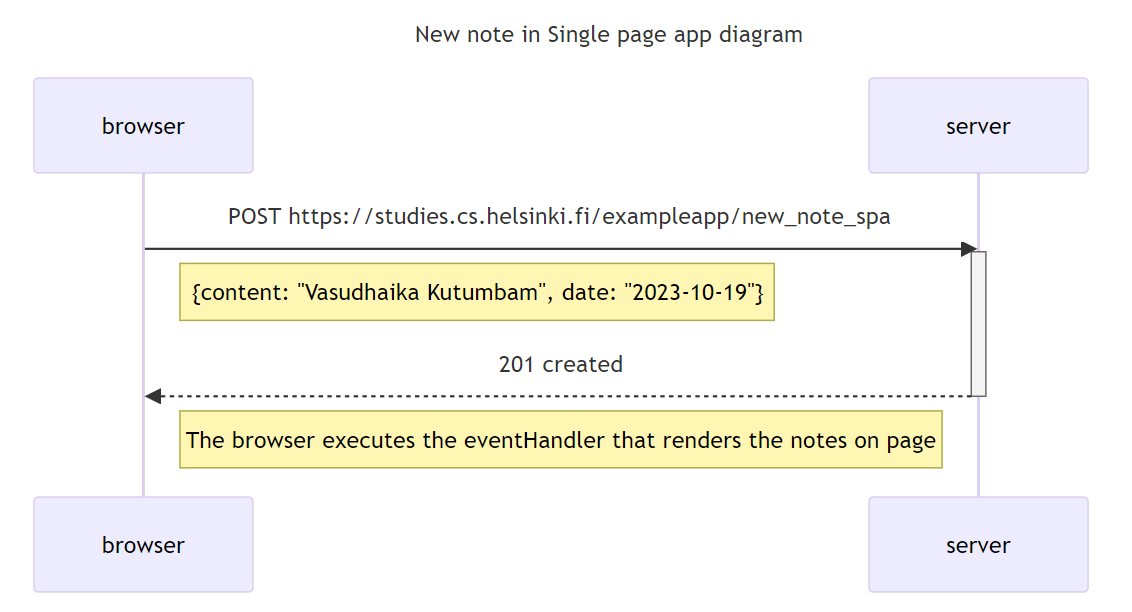 New note in Single page app diagram
browser
server
POST https://studies.cs.helsinki.fi/exampleapp/new_note_spa
{content: "Vasudhaika Kutumbam", date: "2023-10-19"}
201 created
The browser executes the eventHandler that renders the notes on page
browser
server